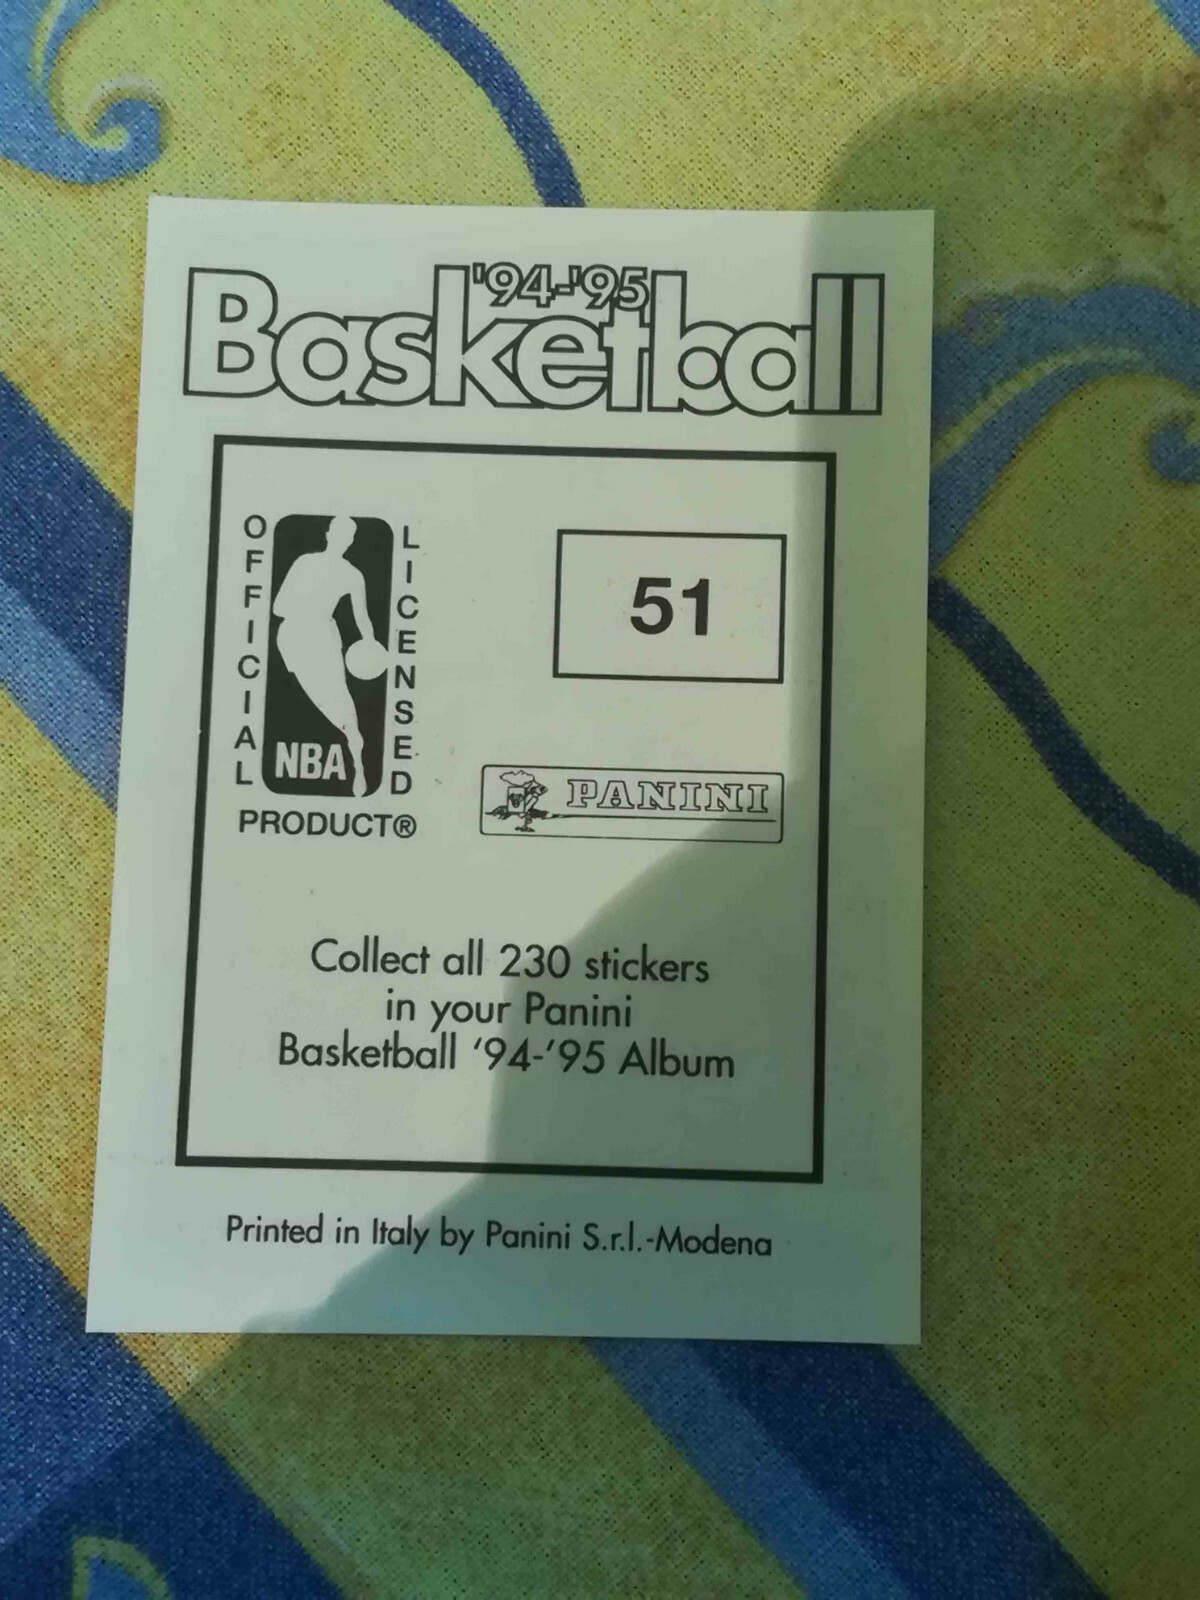 '94-'95
Basketball
OFFICIAL
LICENSED
NBA
PRODUCT®
51
PANINI
Collect all 230 stickers
in your Panini
Basketball '94-'95 Album
Printed in Italy by Panini S.r.l.-Modena